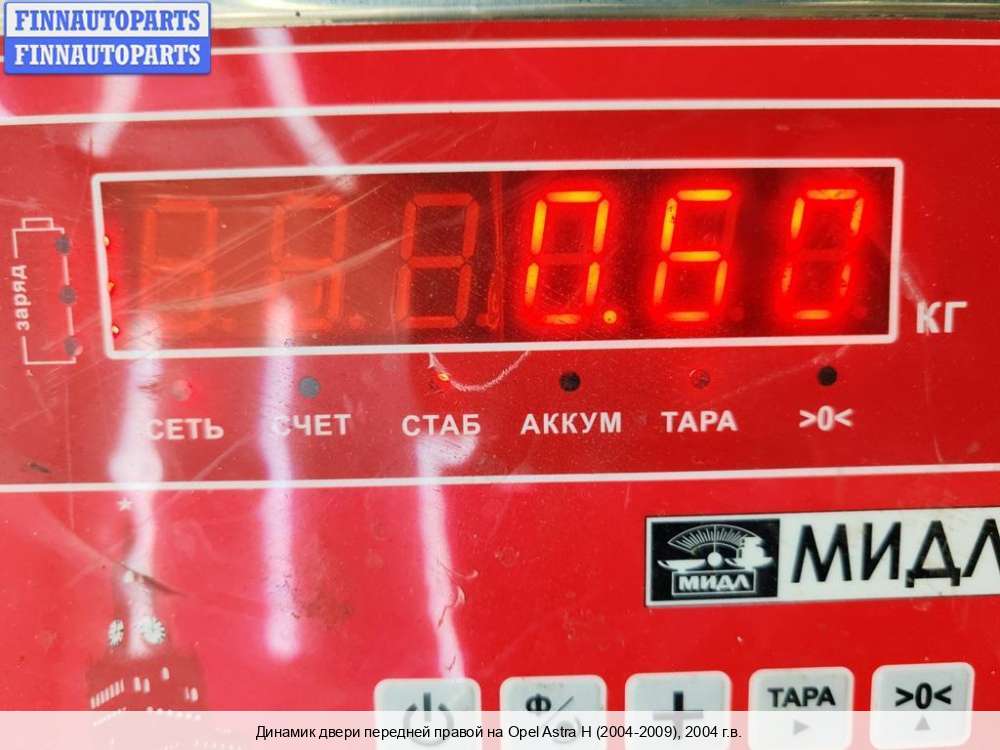 FINNAUTOPARTS
FINNAUTOPARTS
заряд
0.60
кг
СЕТЬ СЧЕТ СТАБ АККУМ ТАРА >0<
МИДЛ МИДЛ
Ф/
+ ТАРА >0<
Динамик двери передней правой на Opel Astra H (2004-2009), 2004 г.в.